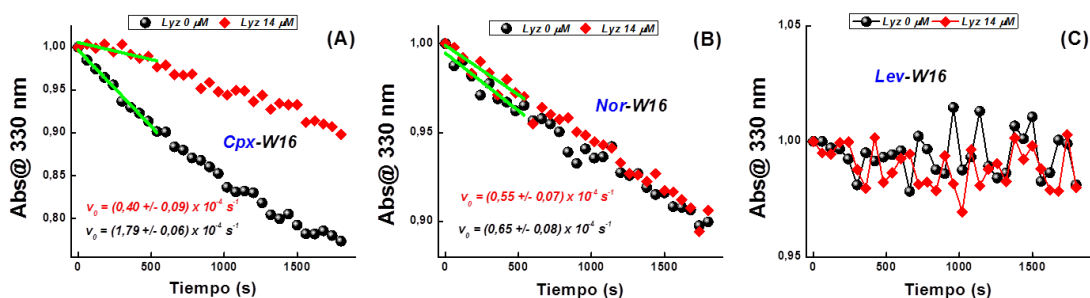 Lyz 0 μM Lyz 14 μM
(A)
Abs@ 330 nm
1,00
0,95
0,90
0,85
0,80
Cpx-W16
v₀ = (0,40 +/- 0,09) x 10⁻⁴ s⁻¹
v₀ = (1,79 +/- 0,06) x 10⁻⁴ s⁻¹
0 500 1000 1500
Tiempo (s)
Lyz 0 μM Lyz 14 μM
(B)
Abs@ 330 nm
1,00
0,95
0,90
Nor-W16
v₀ = (0,55 +/- 0,07) x 10⁻⁴ s⁻¹
v₀ = (0,65 +/- 0,08) x 10⁻⁴ s⁻¹
0 500 1000 1500
Tiempo (s)
Lyz 0 μM Lyz 14 μM
(C)
Abs@ 330 nm
1,05
1,00
0,95
Lev-W16
0 500 1000 1500
Tiempo (s)